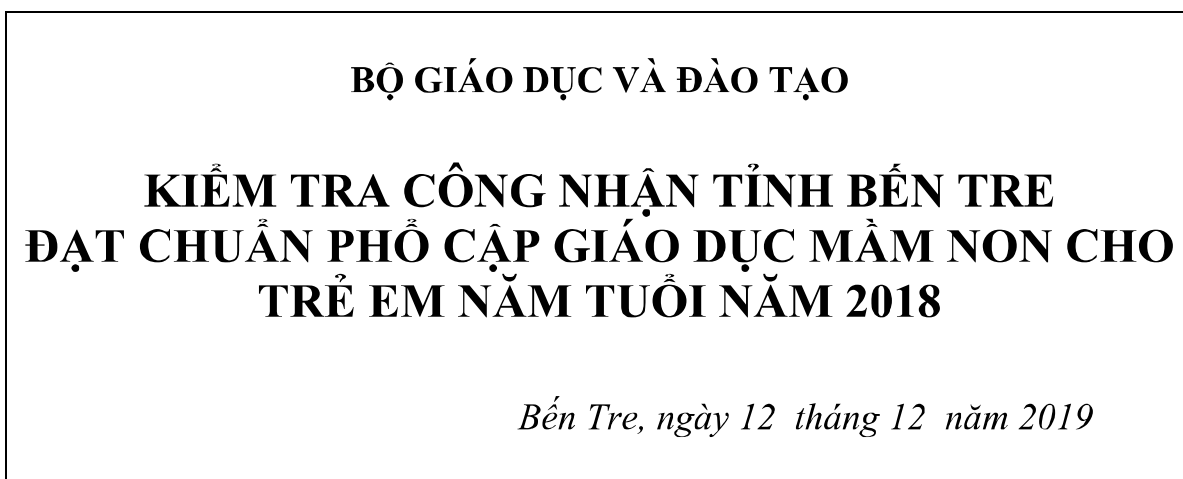 BỘ GIÁO DỤC VÀ ĐÀO TẠO
KIỂM TRA CÔNG NHẬN TỈNH BẾN TRE
ĐẠT CHUẨN PHỔ CẬP GIÁO DỤC MẦM NON CHO
TRẺ EM NĂM TUỔI NĂM 2018
Bến Tre, ngày 12 tháng 12 năm 2019